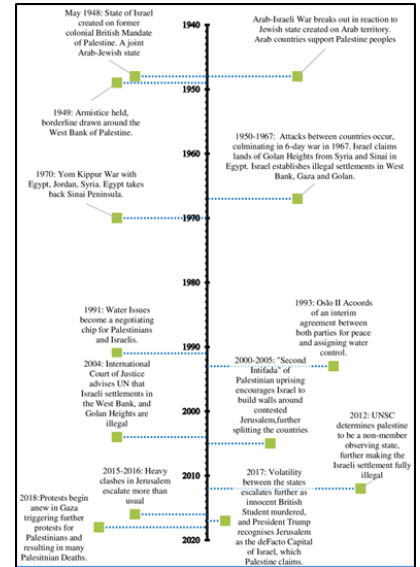 May 1948: State of Israel
created on former
colonial British Mandate
of Palestine. A joint
Arab-Jewish state
Arab-Israeli War breaks out in reaction to
Jewish state created on Arab territory.
Arab countries support Palestine peoples
1949: Armistice held,
borderline drawn around the
West Bank of Palestine.
1950-1967: Attacks between countries occur,
culminating in 6-day war in 1967. Israel claims
lands of Golan Heights from Syria and Sinai in
Egypt. Israel establishes illegal settlements in West
Bank, Gaza and Golan.
1970: Yom Kippur War with
Egypt, Jordan, Syria. Egypt takes
back Sinai Peninsula.
1991: Water Issues
become a negotiating
chip for Palestinians
and Israelis.
1993: Oslo II Acoords
of an interim
agreement between
both parties for peace
and assigning water
control.
2004: International
Court of Justice
advises UN that
Israeli settlements in
the West Bank, and
Golan Heights are
illegal
2000-2005: "Second
Intifada" of
Palestinian uprising
encourages Israel to
build walls around
contested
Jerusalem,further
splitting the countries
2012: UNSC
determines palestine
to be a non-member
observing state,
further making the
Israeli settlement fully
illegal
2015-2016: Heavy
clashes in Jerusalem
escalate more than
usual
2017: Volatility
between the states
escalates further as
innocent British
Student murdered,
and President Trump
recognises Jerusalem
as the deFacto Capital
of Israel, which
Palestine claims.
2018:Protests begin
anew in Gaza
triggering further
protests for
Palestinians and
resulting in many
Palesitnian Deaths.
1940
1950
1960
1970
1980
1990
2000
2010
2020